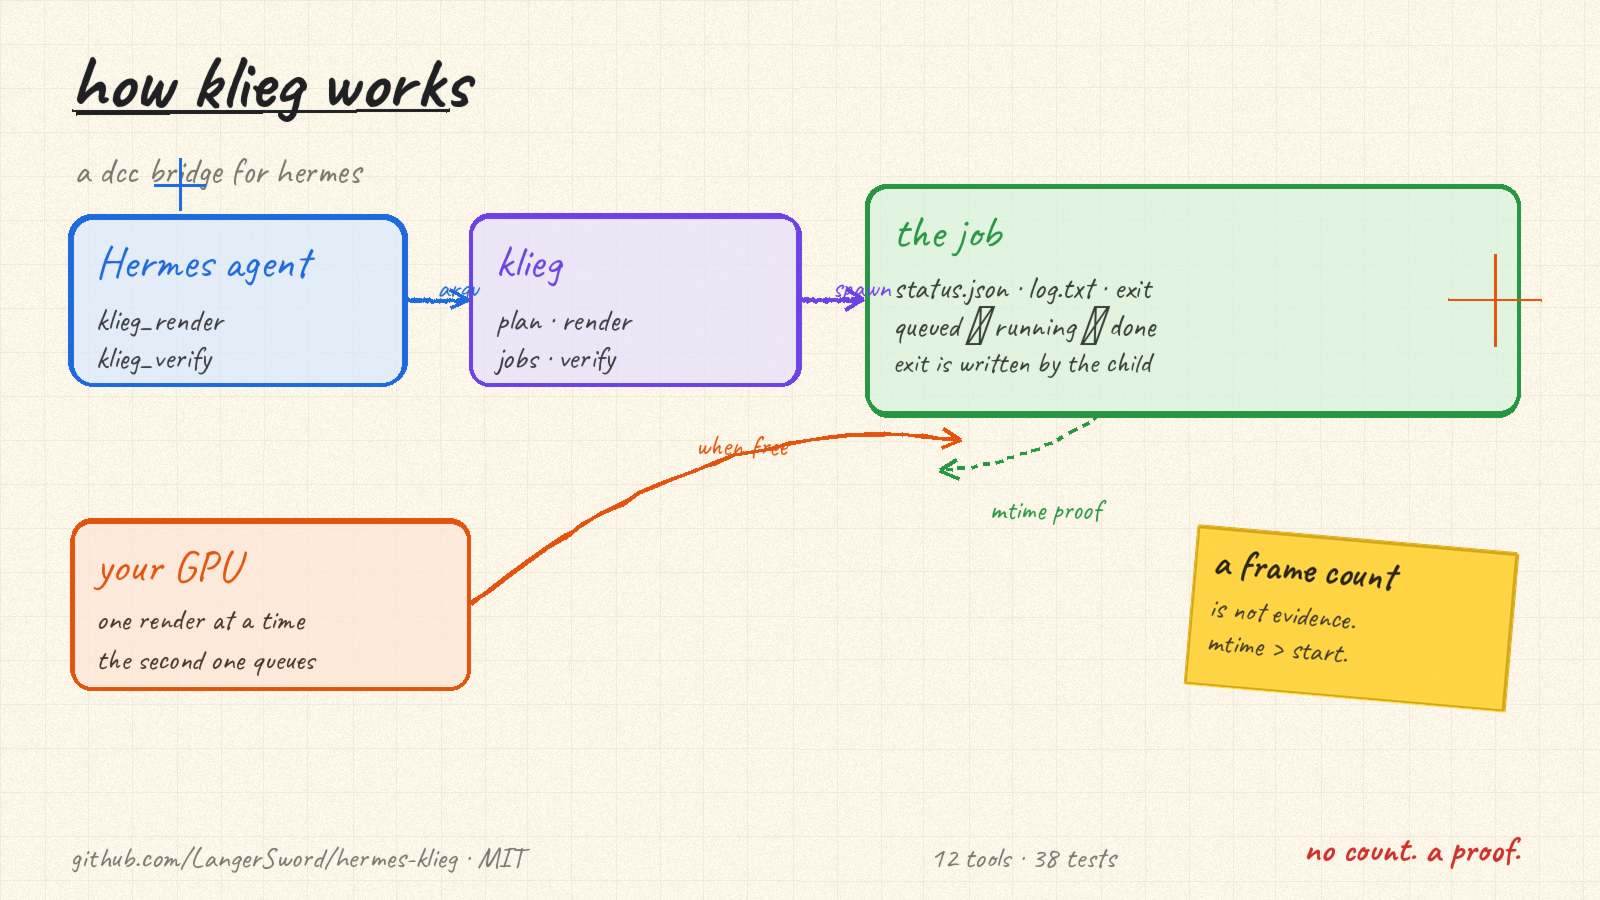 how klieg works
a dcc bridge for hermes
Hermes agent
klieg_render
klieg_verify
argv
klieg
plan · render
jobs · verify
spawn
the job
status.json · log.txt · exit
queued running done
exit is written by the child
when free
mtime proof
your GPU
one render at a time
the second one queues
a frame count
is not evidence.
mtime > start.
github.com/LangerSword/hermes-klieg · MIT
12 tools · 38 tests
no count. a proof.